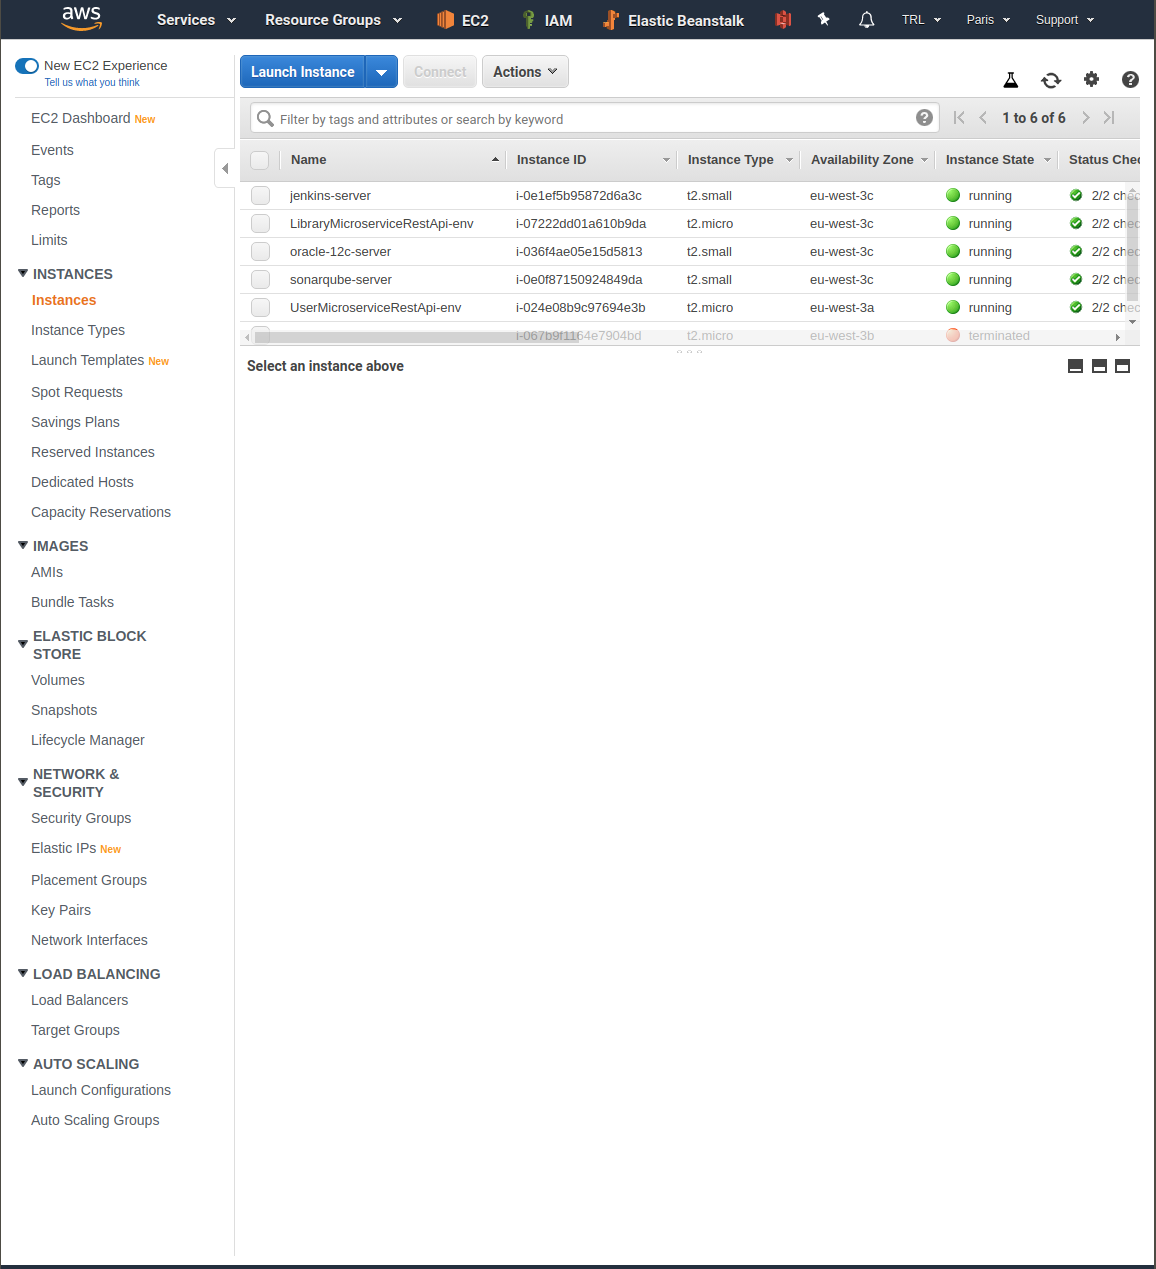 aws Services Resource Groups EC2 IAM Elastic Beanstalk TRL Paris Support
New EC2 Experience
Tell us what you think
EC2 Dashboard New
Events
Tags
Reports
Limits
INSTANCES
Instances
Instance Types
Launch Templates New
Spot Requests
Savings Plans
Reserved Instances
Dedicated Hosts
Capacity Reservations
IMAGES
AMIs
Bundle Tasks
ELASTIC BLOCK
STORE
Volumes
Snapshots
Lifecycle Manager
NETWORK &
SECURITY
Security Groups
Elastic IPs New
Placement Groups
Key Pairs
Network Interfaces
LOAD BALANCING
Load Balancers
Target Groups
AUTO SCALING
Launch Configurations
Auto Scaling Groups
Launch Instance Connect Actions
Filter by tags and attributes or search by keyword ? 1 to 6 of 6
Name Instance ID Instance Type Availability Zone Instance State Status Chec
jenkins-server i-0e1ef5b95872d6a3c t2.small eu-west-3c running 2/2 chec
LibraryMicroserviceRestApi-env i-07222dd01a610b9da t2.micro eu-west-3c running 2/2 chec
oracle-12c-server i-036f4ae05e15d5813 t2.small eu-west-3c running 2/2 chec
sonarqube-server i-0e0f87150924849da t2.small eu-west-3c running 2/2 chec
UserMicroserviceRestApi-env i-024e08b9c97694e3b t2.micro eu-west-3a running 2/2 chec
i-067b9f1164e7904bd t2.micro eu-west-3b terminated
Select an instance above